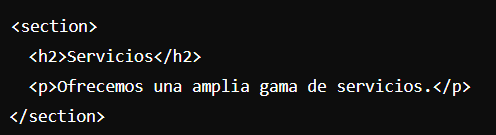 <section>
  <h2>Servicios</h2>
  <p>Ofrecemos una amplia gama de servicios.</p>
</section>